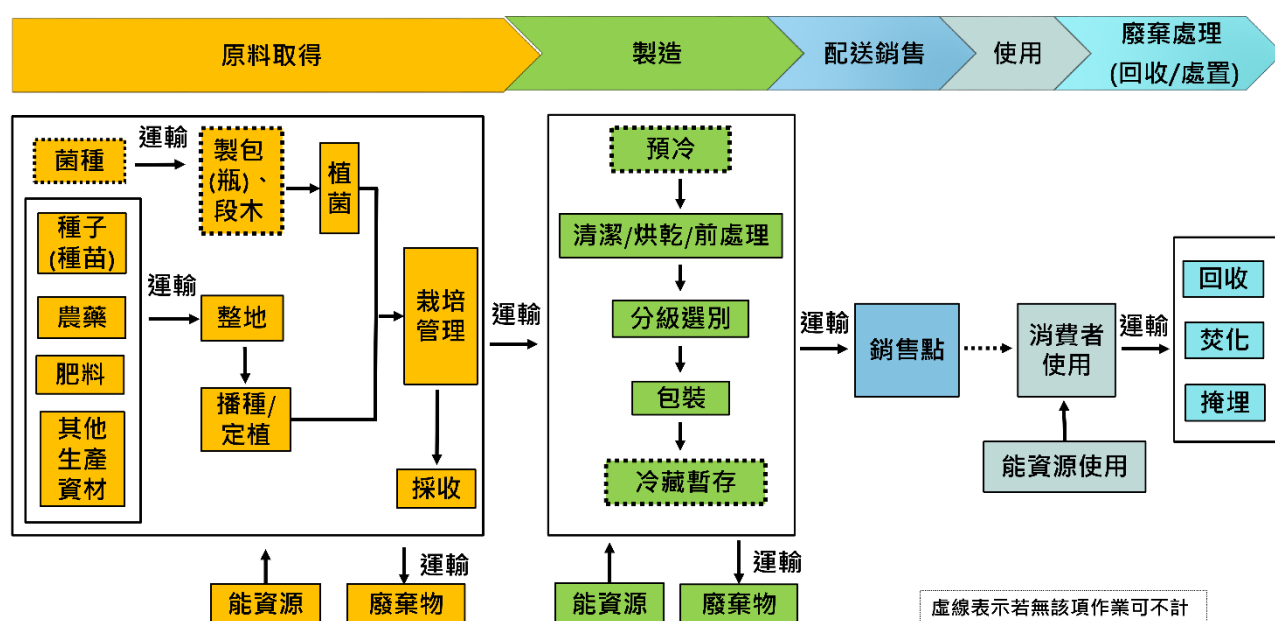 原料取得
製造
配送銷售
使用
廢棄處理
(回收/處置)
菌種
運輸
製包
(瓶)、
段木
植
菌
種子
(種苗)
農藥
肥料
其他
生產
資材
運輸
整地
播種/
定植
栽培
管理
採收
能資源
廢棄物
運輸
運輸
預冷
清潔/烘乾/前處理
分級選別
包裝
冷藏暫存
能資源
廢棄物
運輸
運輸
銷售點
消費者
使用
能資源使用
運輸
回收
焚化
掩埋
虛線表示若無該項作業可不計